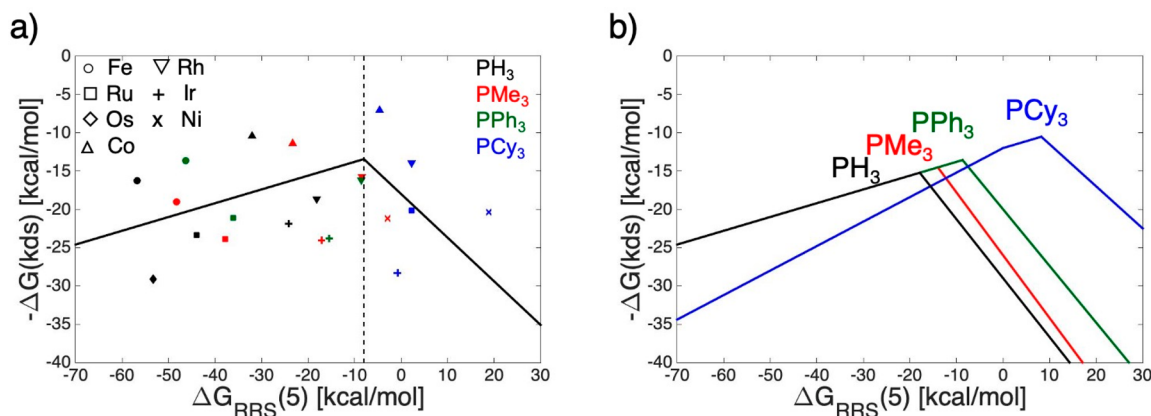 a)
0
-5
-10
-15
-20
-25
-30
-35
-40
-ΔG(kds) [kcal/mol]
Fe Rh
Ru Ir
Os Ni
Co
PH3
PMe3
PPh3
PCy3
-70 -60 -50 -40 -30 -20 -10 0 10 20 30
ΔGRRS(5) [kcal/mol]
b)
0
-5
-10
-15
-20
-25
-30
-35
-40
-ΔG(kds) [kcal/mol]
PCy3
PPh3
PMe3
PH3
-70 -60 -50 -40 -30 -20 -10 0 10 20 30
ΔGRRS(5) [kcal/mol]